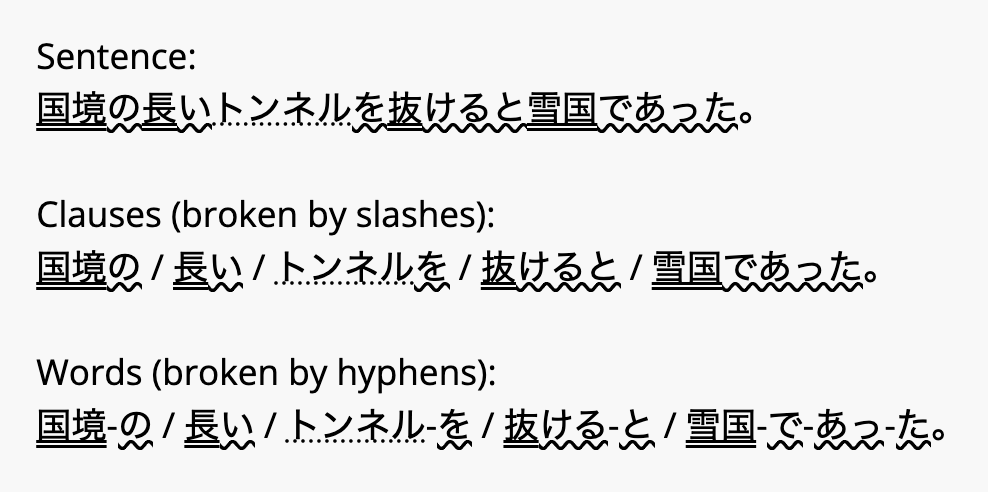 Sentence:
国境の長いトンネルを抜けると雪国であった。
Clauses (broken by slashes):
国境の / 長い / トンネルを / 抜けると / 雪国であった。
Words (broken by hyphens):
国境-の / 長い / トンネル-を / 抜ける-と / 雪国-で-あっ-た。